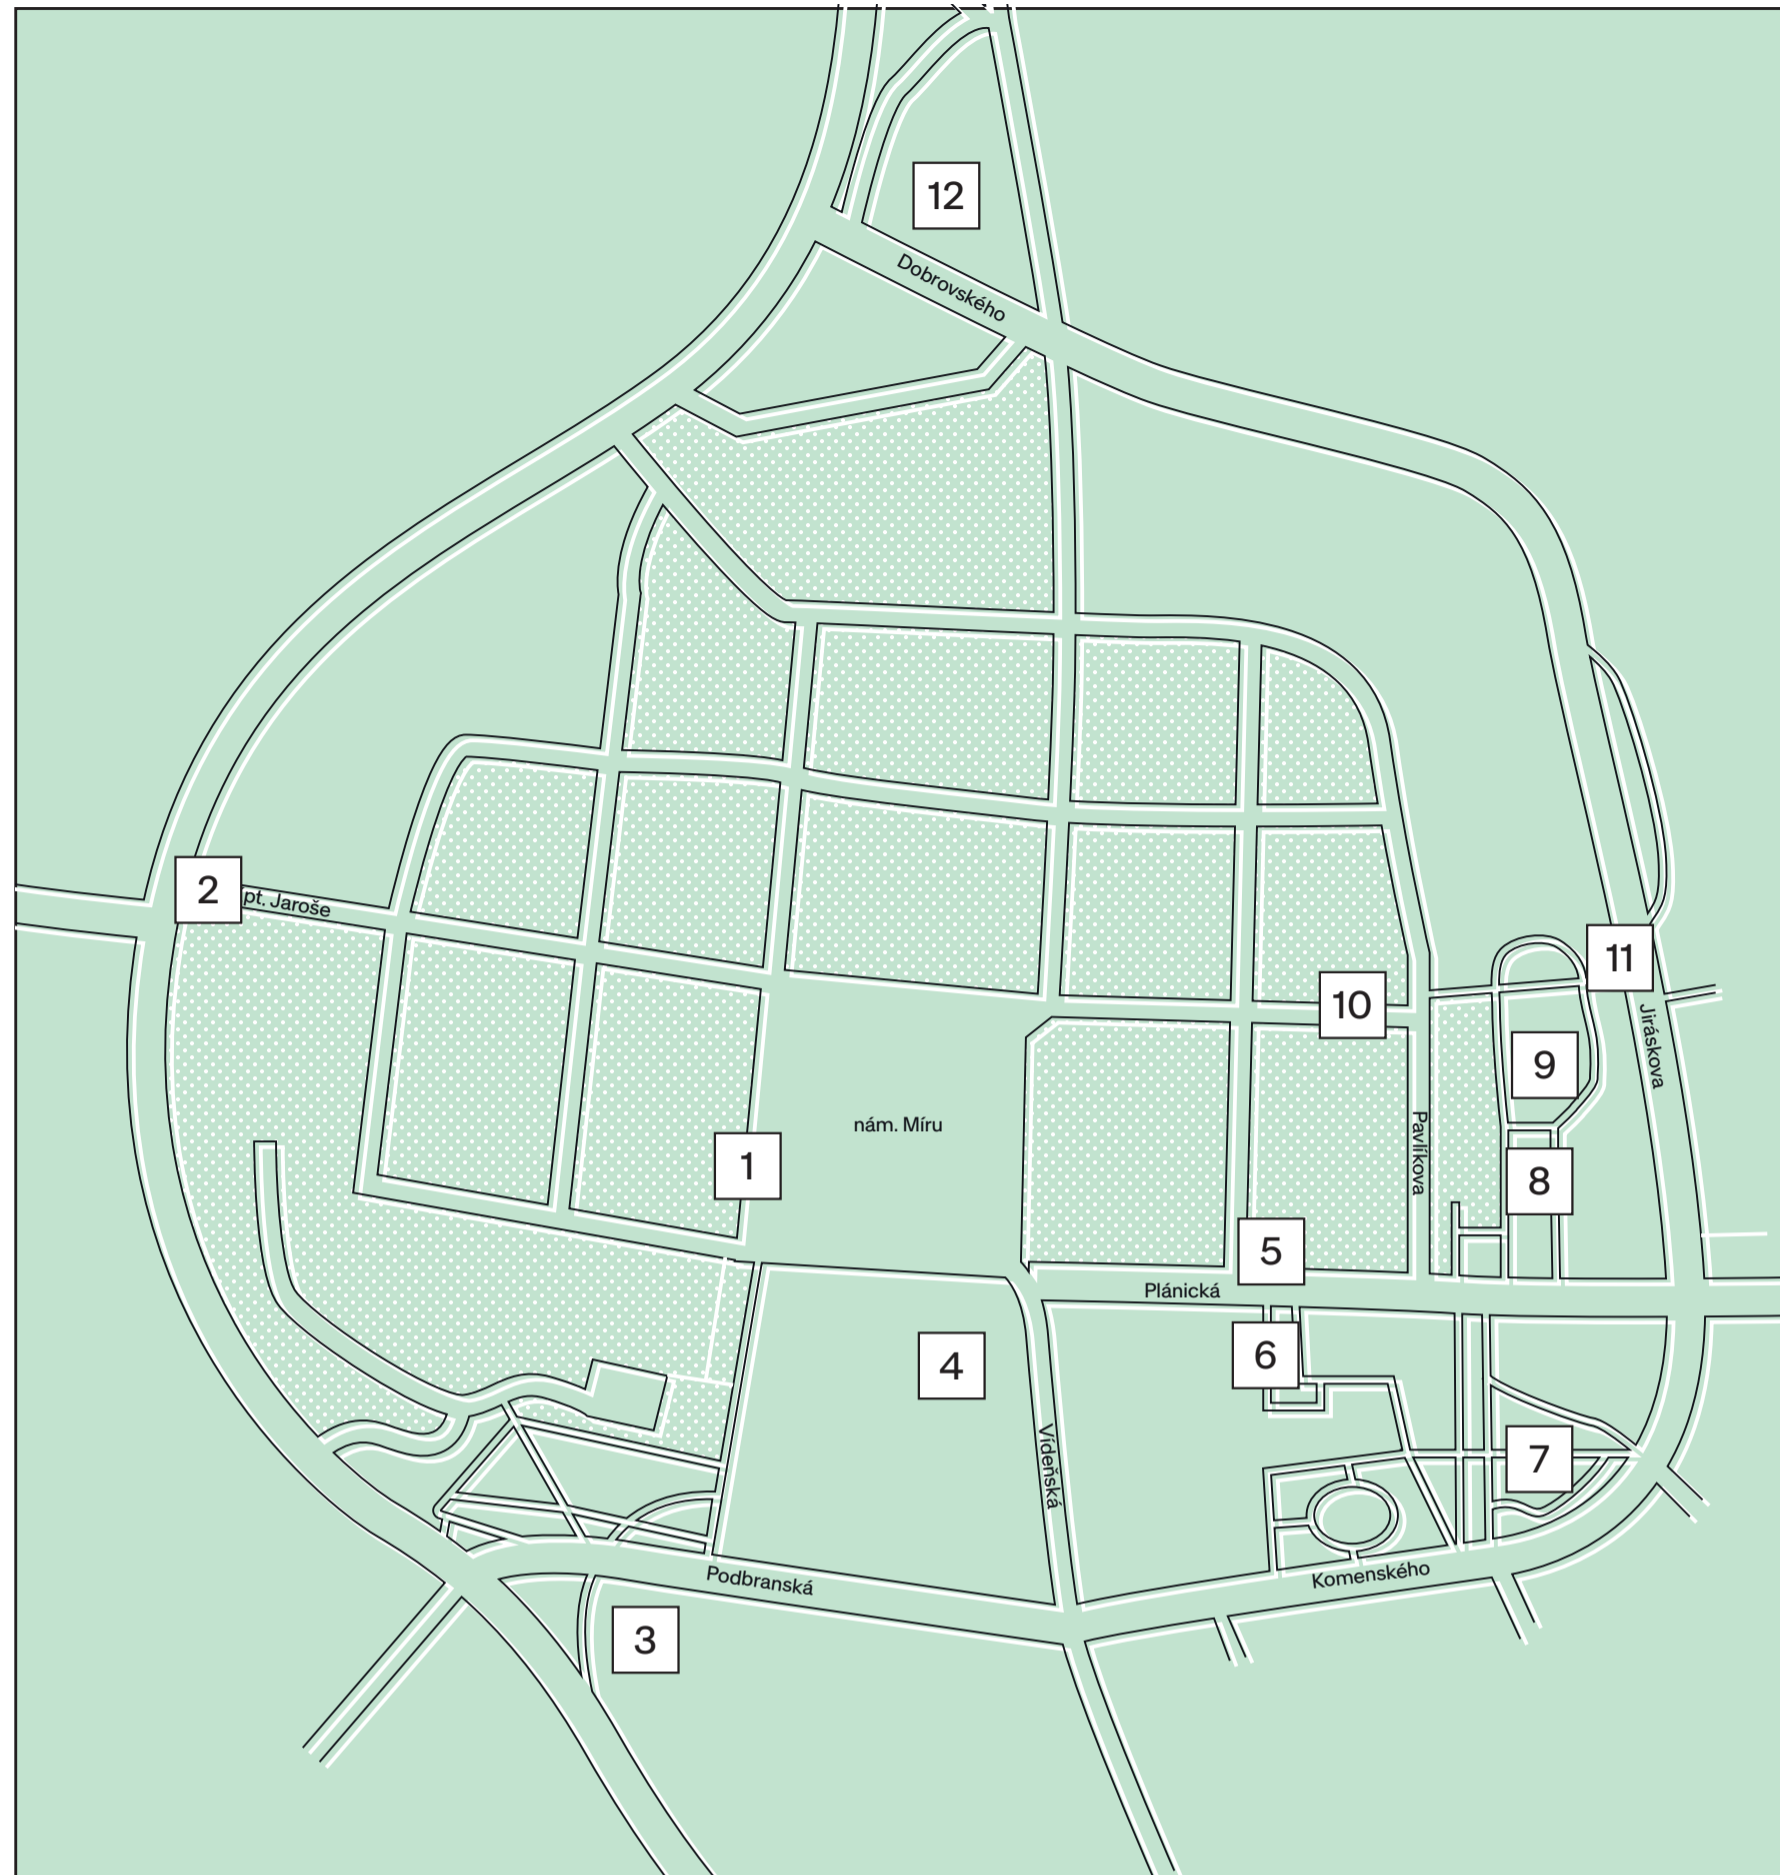 12
Dobrovského
2
pt. Jaroše
11
10
Jiráskova
9
nám. Míru
Pavlíkova
1
8
5
Plánická
6
4
Vídeňská
7
Podbranská
Komenského
3